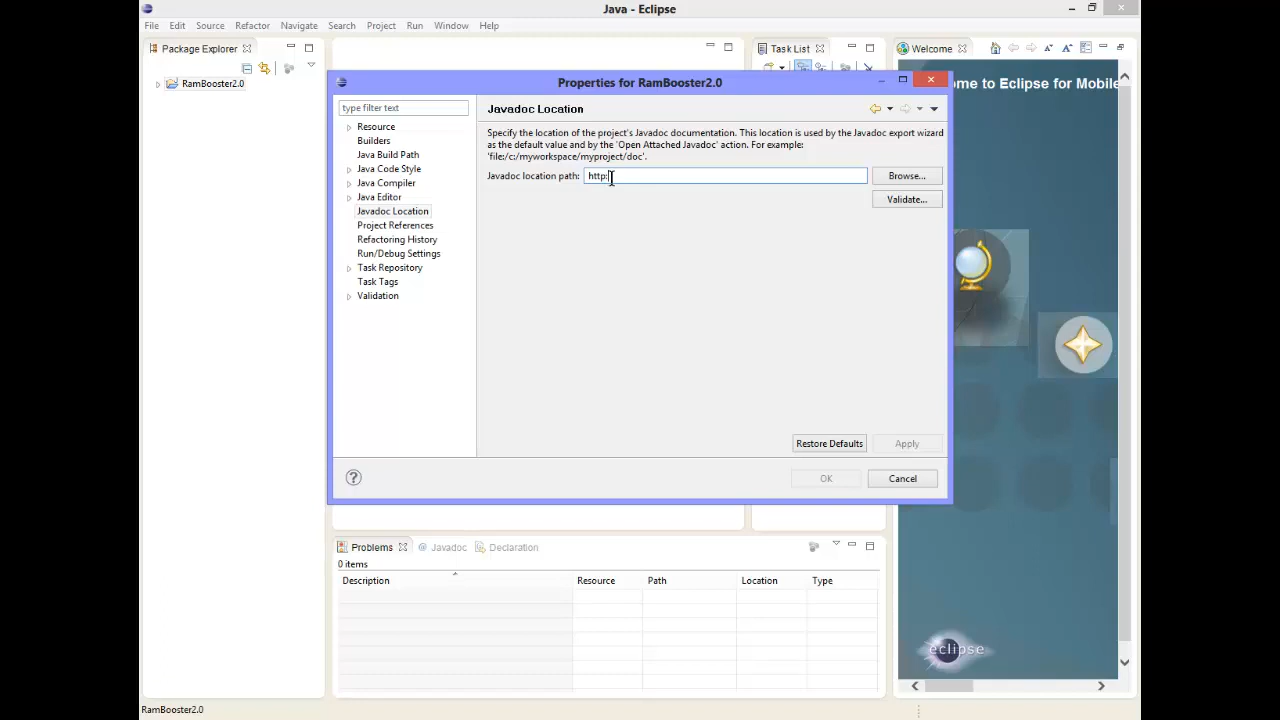 Java - Eclipse
File Edit Source Refactor Navigate Search Project Run Window Help
Package Explorer
RamBooster2.0
Task List
Welcome
ome to Eclipse for Mobile
Properties for RamBooster2.0
type filter text
Resource
Builders
Java Build Path
Java Code Style
Java Compiler
Java Editor
Javadoc Location
Project References
Refactoring History
Run/Debug Settings
Task Repository
Task Tags
Validation
Javadoc Location
Specify the location of the project's Javadoc documentation. This location is used by the Javadoc export wizard
as the default value and by the 'Open Attached Javadoc' action. For example:
'file:/c:/myworkspace/myproject/doc'.
Javadoc location path: http: Browse...
Validate...
Restore Defaults Apply
OK Cancel
Problems Javadoc Declaration
0 items
Description Resource Path Location Type
eclipse
RamBooster2.0